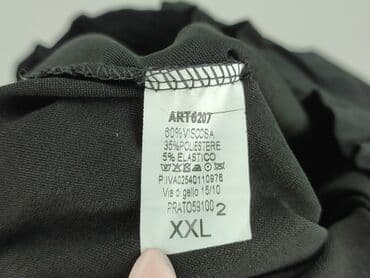 ART6207
60%VISCOSA
35%POLIESTERE
5% ELASTICO
P.IVA02540110976
Via d gello 15/10
PRATO59100 2
XXL